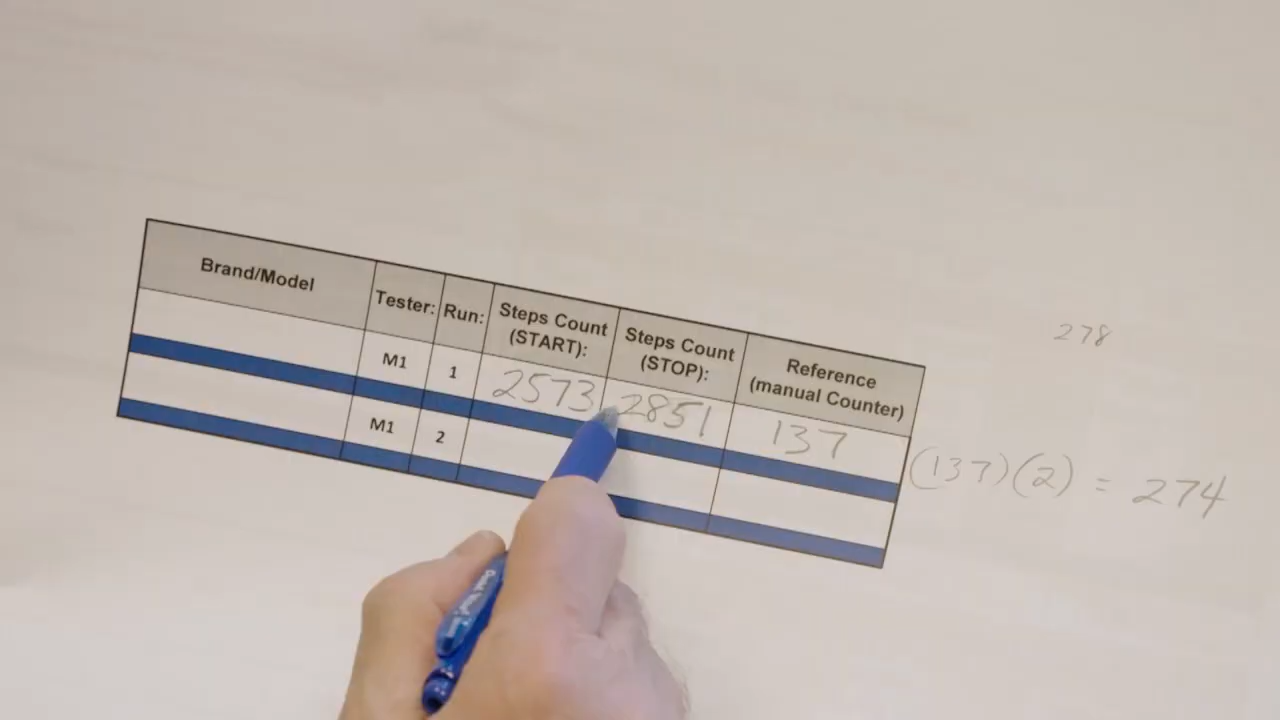 Brand/Model
Tester:
Run:
Steps Count
(START):
Steps Count
(STOP):
Reference
(manual Counter)
278
M1
1
2573
2851
137
(137)(2) = 274
M1
2